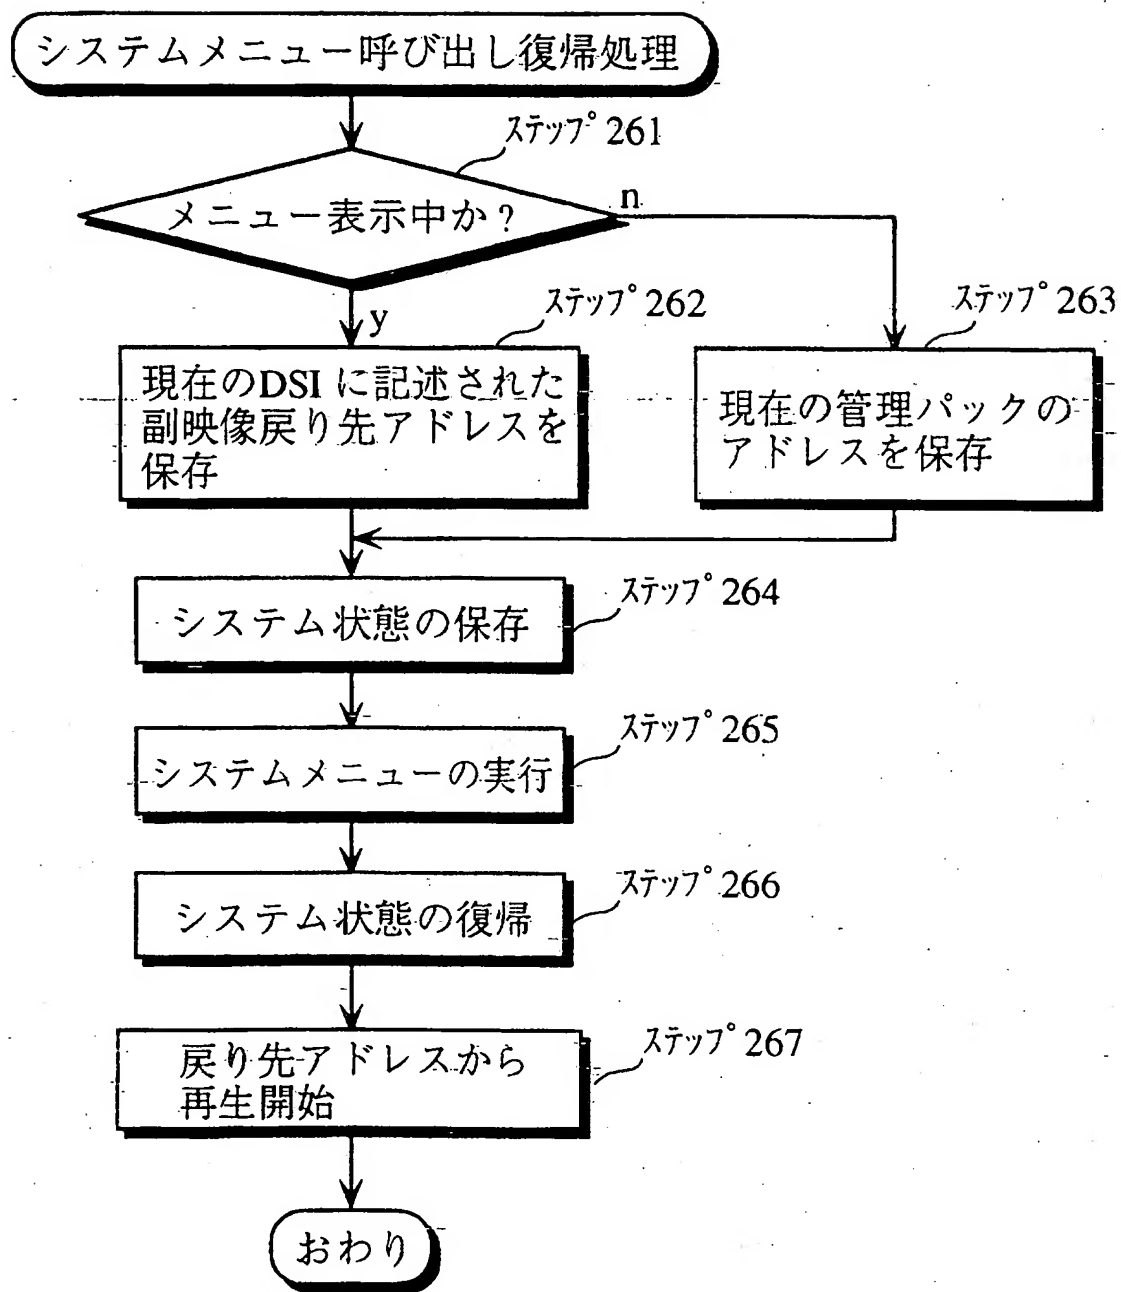 システムメニュー呼び出し復帰処理
ステップ261
メニュー表示中か?
n
y
ステップ262
現在のDSIに記述された
副映像戻り先アドレスを
保存
ステップ263
現在の管理パックの
アドレスを保存
ステップ264
システム状態の保存
ステップ265
システムメニューの実行
ステップ266
システム状態の復帰
ステップ267
戻り先アドレスから
再生開始
おわり